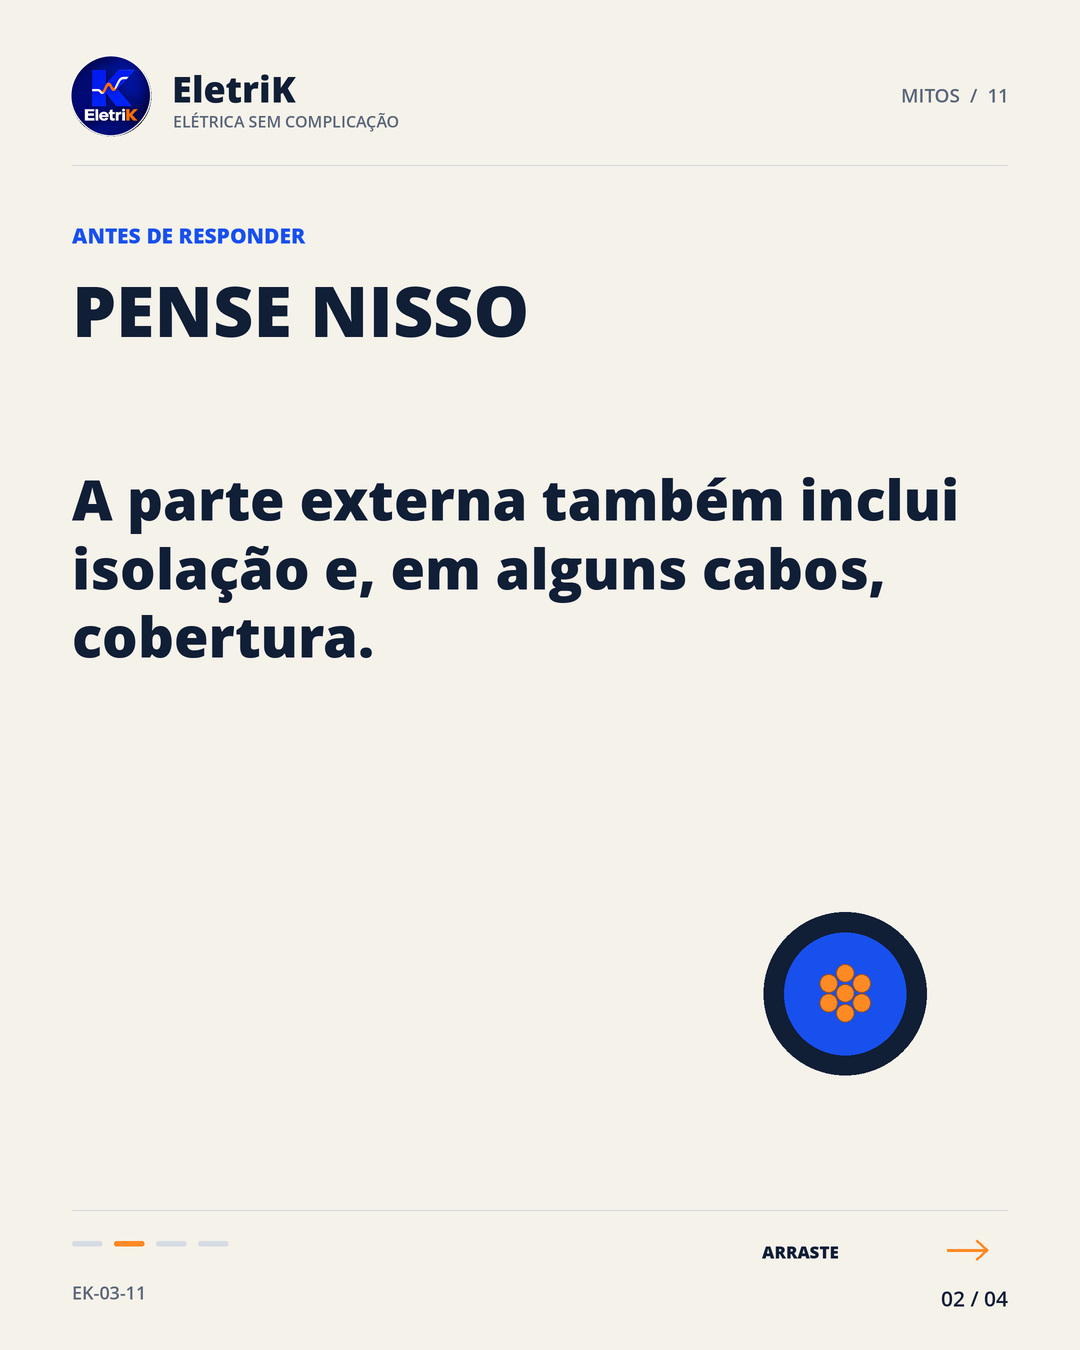 EletriK
EletriK
ELÉTRICA SEM COMPLICAÇÃO
MITOS / 11
ANTES DE RESPONDER
PENSE NISSO
A parte externa também inclui
isolação e, em alguns cabos,
cobertura.
ARRASTE
EK-03-11
02 / 04